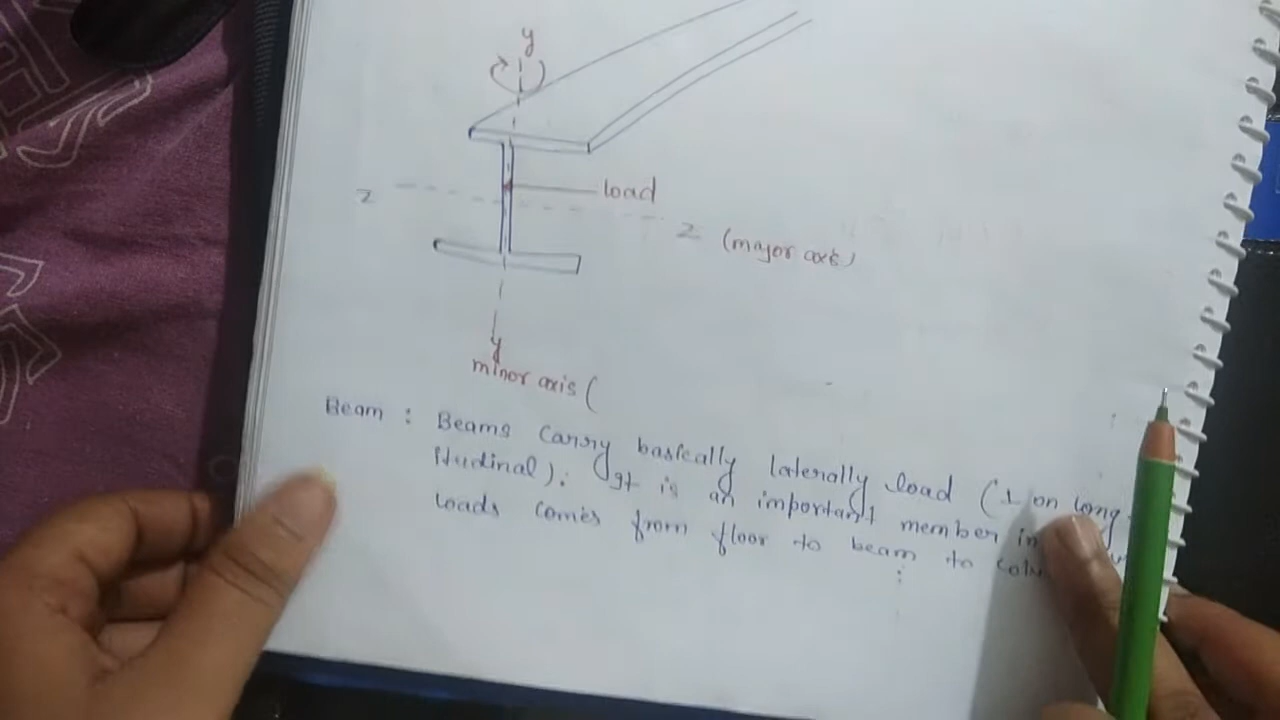 y
load
z
z (major axis)
y
minor axis (
Beam : Beams carry basically laterally load (⊥ on long-
itudinal). It is an important member in
loads comes from floor to beam to